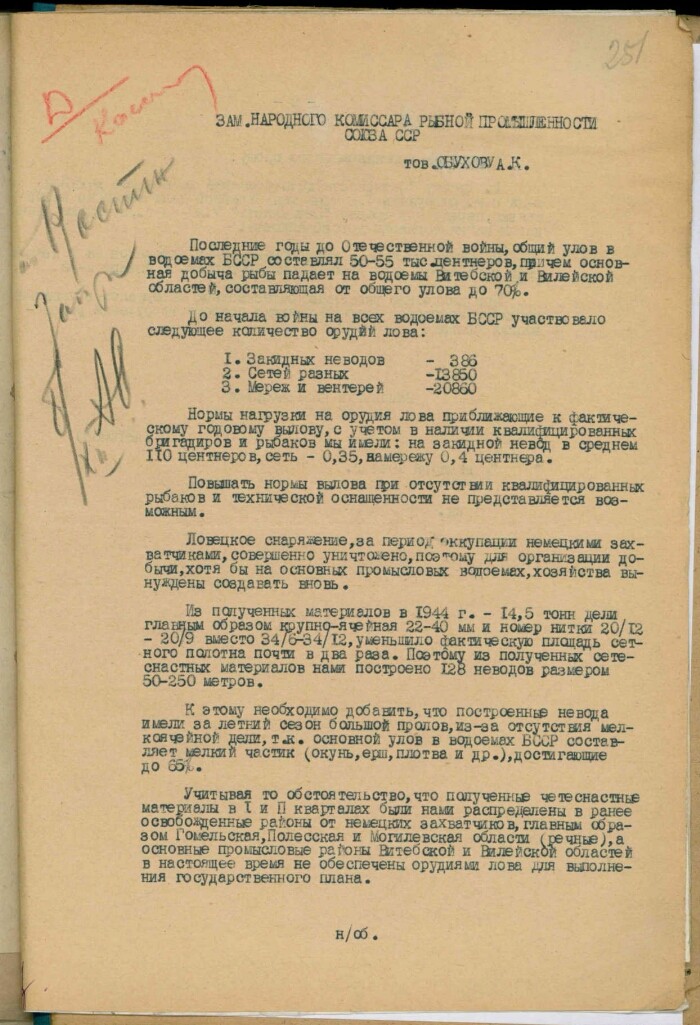 251
ЗАМ.НАРОДНОГО КОМИССАРА РЫБНОЙ ПРОМЫШЛЕННОСТИ
СОЮЗА ССР
тов.ОБУХОВУ А.К.
Последние годы до Отечественной войны,общий улов в
водоемах БССР составлял 50-55 тыс.центнеров,причем основ-
ная добыча рыбы падает на водоемы Витебской и Вилейской
областей,составляющая от общего улова до 70%.
До начала войны на всех водоемах БССР участвовало
следующее количество орудий лова:
1. Закидных неводов - 386
2. Сетей разных -13850
3. Мереж и вентерей -20860
Нормы нагрузки на орудия лова приближающие к фактиче-
скому годовому вылову,с учетом в наличии квалифицированных
бригадиров и рыбаков мы имели: на закидной невод в среднем
110 центнеров,сеть - 0,35,намережу 0,4 центнера.
Повышать нормы вылова при отсутствии квалифицированных
рыбаков и технической оснащенности не представляется воз-
можным.
Ловецкое снаряжение,за период оккупации немецкими зах-
ватчиками,совершенно уничтожено,поэтому для организации до-
бычи,хотя бы на основных промысловых водоемах,хозяйства вы-
нуждены создавать вновь.
Из полученных материалов в 1944 г. - 14,5 тонн дели
главным образом крупно-ячейная 22-40 мм и номер нитки 20/12
- 20/9 вместо 34/6-34/12,уменьшило фактическую площадь сет-
ного полотна почти в два раза. Поэтому из полученных сете-
снастных материалов нами построено 128 неводов размером
50-250 метров.
К этому необходимо добавить,что построенные невода
имели за летний сезон большой пролов,из-за отсутствия мел-
коячейной дели,т.к. основной улов в водоемах БССР состав-
ляет мелкий частик (окунь,ерш,плотва и др.),достигающие
до 65%.
Учитывая то обстоятельство,что полученные четеснастные
материалы в I и II кварталах были нами распределены в ранее
освобожденные районы от немецких захватчиков,главным обра-
зом Гомельская,Полесская и Могилевская области (речные),а
основные промысловые районы Витебской и Вилейской областей
в настоящее время не обеспечены орудиями лова для выполне-
ния государственного плана.
н/об.